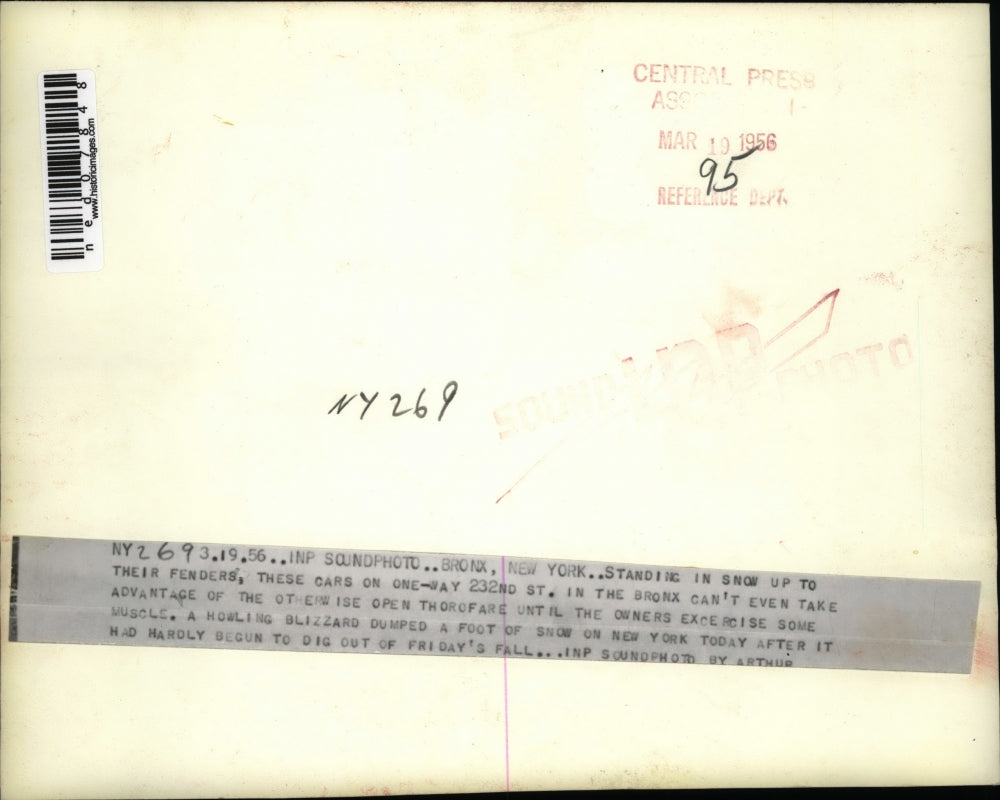 CENTRAL PRESS
MAR 19 1956
95
REFERENCE DEPT.
ned07848
www.historicimages.com
SOUNDPHOTO
NY269
NY269 3.19.56..INP SOUNDPHOTO..BRONX, NEW YORK..STANDING IN SNOW UP TO
THEIR FENDERS, THESE CARS ON ONE-WAY 232ND ST. IN THE BRONX CAN'T EVEN TAKE
ADVANTAGE OF THE OTHERWISE OPEN THOROFARE UNTIL THE OWNERS EXCERCISE SOME
MUSCLE. A HOWLING BLIZZARD DUMPED A FOOT OF SNOW ON NEW YORK TODAY AFTER IT
HAD HARDLY BEGUN TO DIG OUT OF FRIDAY'S FALL...INP SOUNDPHOTO BY ARTHUR